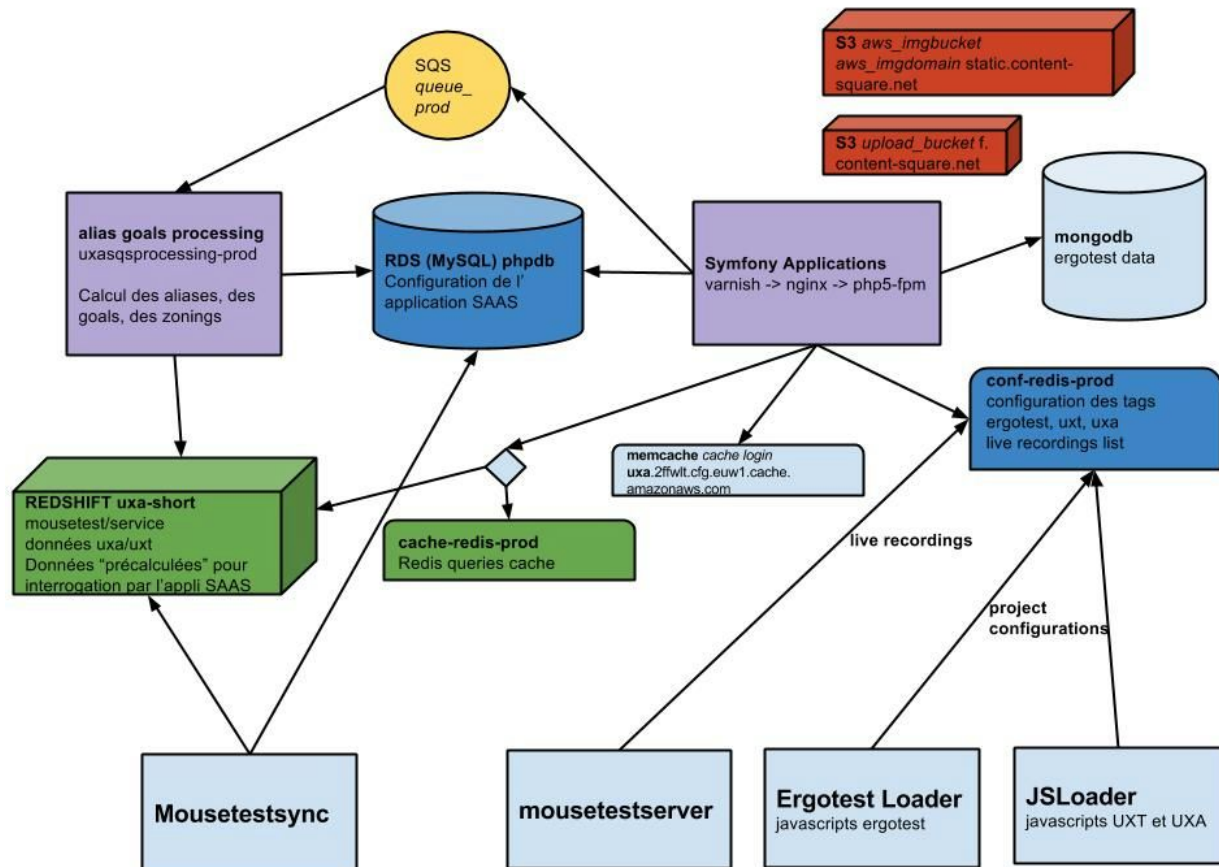 SQS
queue_
prod
S3 aws_imgbucket
aws_imgdomain static.content-
square.net
S3 upload_bucket f.
content-square.net
alias goals processing
uxasqsprocessing-prod
Calcul des aliases, des
goals, des zonings
RDS (MySQL) phpdb
Configuration de l’
application SAAS
Symfony Applications
varnish -> nginx -> php5-fpm
mongodb
ergotest data
conf-redis-prod
configuration des tags
ergotest, uxt, uxa
live recordings list
memcache cache login
uxa.2ffwlt.cfg.euw1.cache.
amazonaws.com
REDSHIFT uxa-short
mousetest/service
données uxa/uxt
Données “précalculées” pour
interrogation par l’appli SAAS
cache-redis-prod
Redis queries cache
live recordings
project
configurations
Mousetestsync
mousetestserver
Ergotest Loader
javascripts ergotest
JSLoader
javascripts UXT et UXA